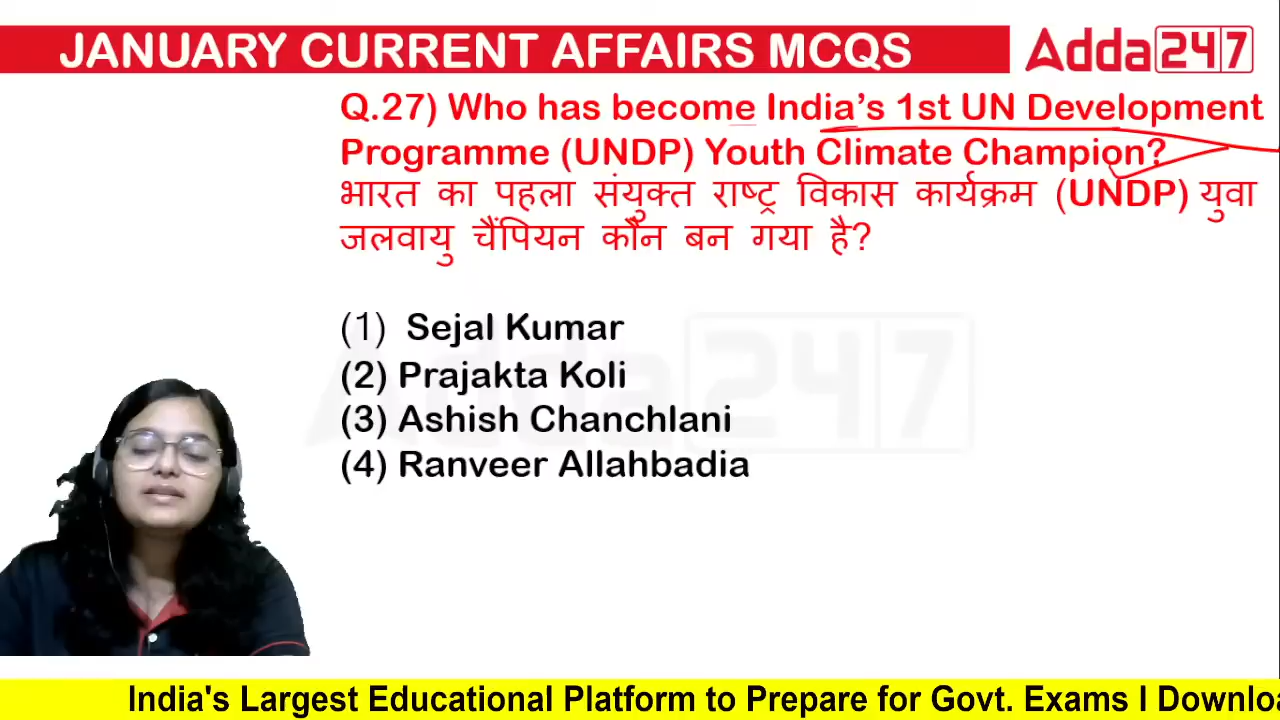 JANUARY CURRENT AFFAIRS MCQS
Adda247
Q.27) Who has become India’s 1st UN Development
Programme (UNDP) Youth Climate Champion?
भारत का पहला संयुक्त राष्ट्र विकास कार्यक्रम (UNDP) युवा
जलवायु चैंपियन कौन बन गया है?
(1) Sejal Kumar
(2) Prajakta Koli
(3) Ashish Chanchlani
(4) Ranveer Allahbadia
Adda247
India's Largest Educational Platform to Prepare for Govt. Exams I Downlo